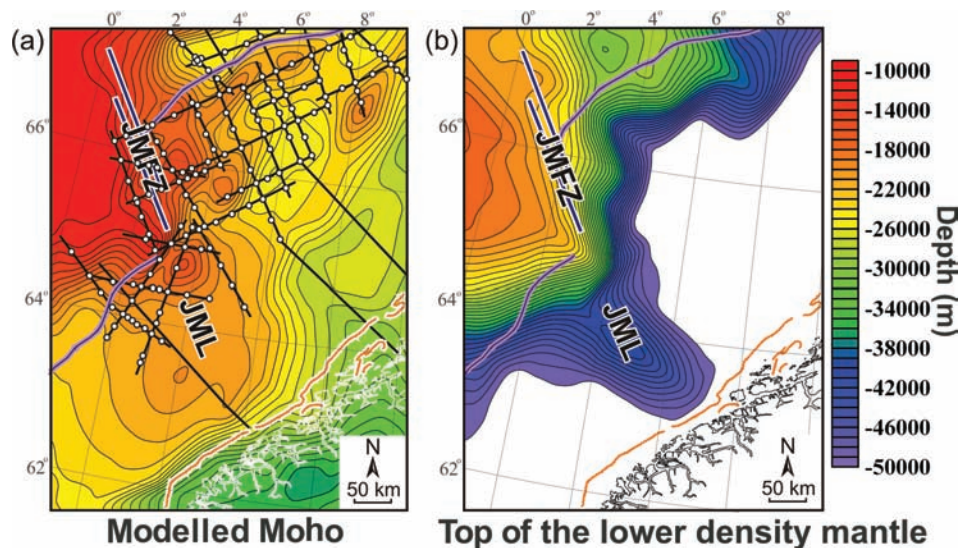 (a)
0° 2° 4° 6° 8°
66°
64°
62°
JMFZ
JML
N
50 km
Modelled Moho
(b)
0° 2° 4° 6° 8°
66°
64°
62°
JMFZ
JML
N
50 km
Top of the lower density mantle
-10000
-14000
-18000
-22000
-26000
-30000
-34000
-38000
-42000
-46000
-50000
Depth (m)